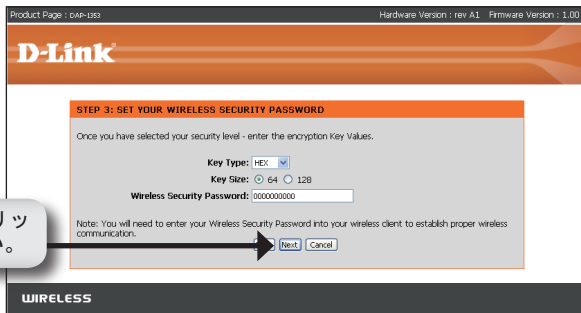 Product Page : DAP-1353 Hardware Version : rev A1 Firmware Version : 1.00
D-Link
STEP 3: SET YOUR WIRELESS SECURITY PASSWORD
Once you have selected your security level - enter the encryption Key Values.
Key Type: HEX
Key Size: 64 128
Wireless Security Password: 0000000000
Note: You will need to enter your Wireless Security Password into your wireless client to establish proper wireless
communication.
Next Cancel
リッ
い。
WIRELESS